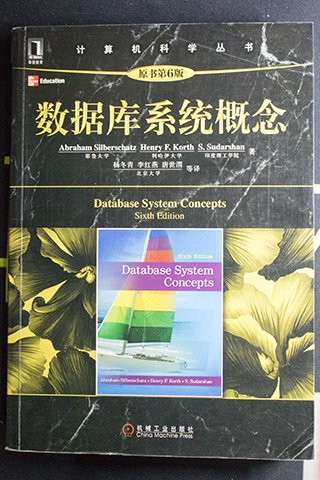 华章教育
计算机科学丛书
Education
原书第6版
数据库系统概念
Abraham Silberschatz Henry F. Korth S. Sudarshan 著
耶鲁大学 利哈伊大学 印度理工学院
杨冬青 李红燕 唐世渭 等译
北京大学
Database System Concepts
Sixth Edition
Sixth Edition
Database System
Concepts
Abraham Silberschatz • Henry F. Korth • S. Sudarshan
机械工业出版社
China Machine Press